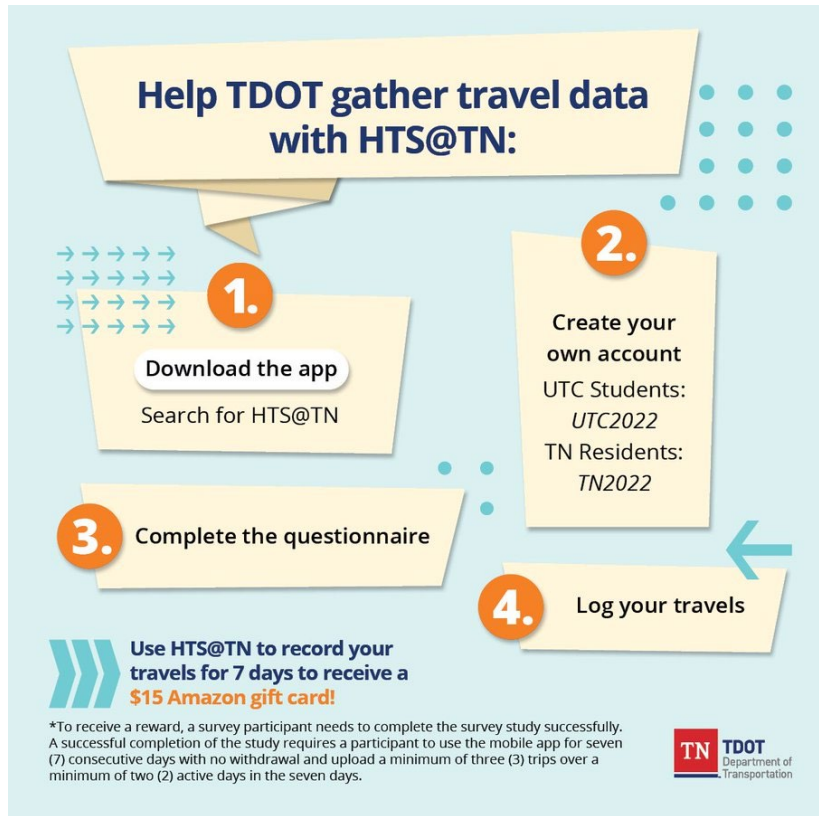 Help TDOT gather travel data
with HTS@TN:
1.
Download the app
Search for HTS@TN
2.
Create your
own account
UTC Students:
UTC2022
TN Residents:
TN2022
3.
Complete the questionnaire
4.
Log your travels
Use HTS@TN to record your
travels for 7 days to receive a
$15 Amazon gift card!
*To receive a reward, a survey participant needs to complete the survey study successfully.
A successful completion of the study requires a participant to use the mobile app for seven
(7) consecutive days with no withdrawal and upload a minimum of three (3) trips over a
minimum of two (2) active days in the seven days.
TN
TDOT
Department of
Transportation